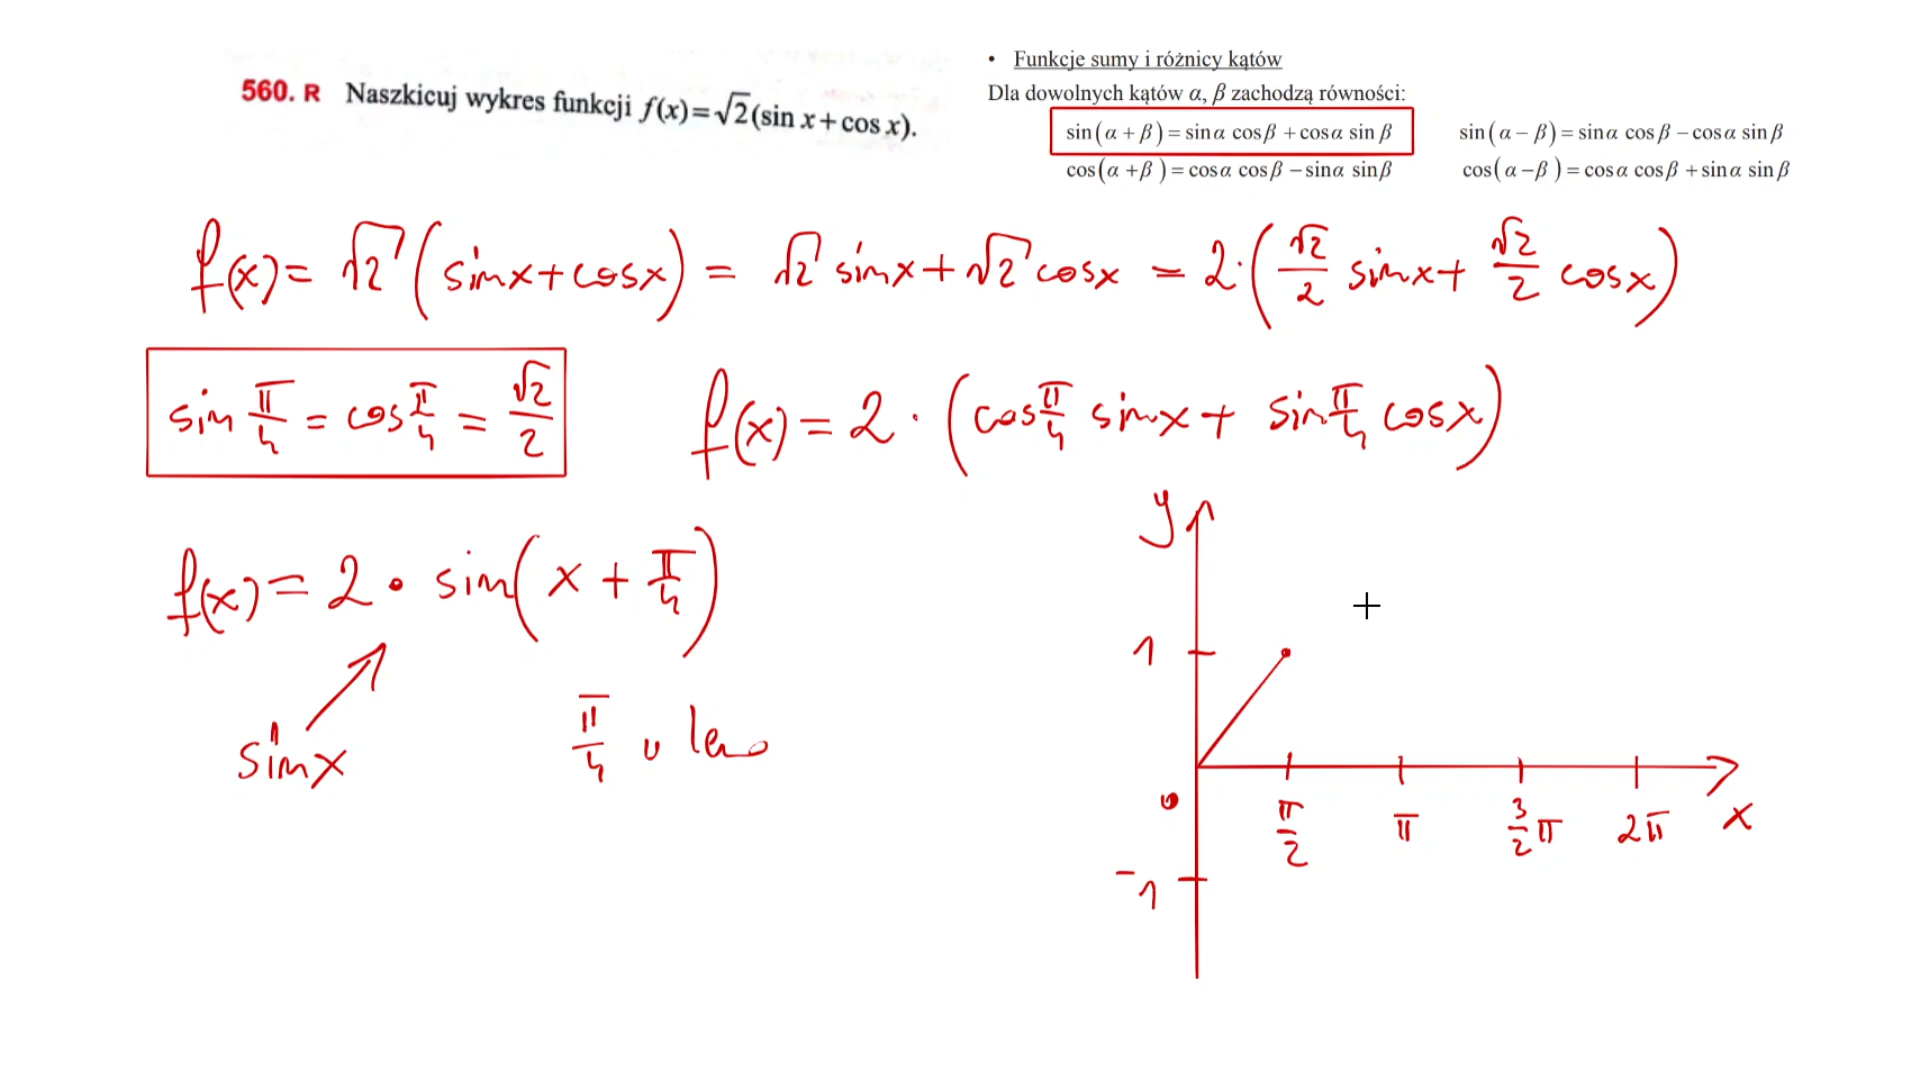 560. R Naszkicuj wykres funkcji f(x)=√2(sin x+cos x).
• Funkcje sumy i różnicy kątów
Dla dowolnych kątów α, β zachodzą równości:
sin(α+β)=sinα cosβ+cosα sinβ sin(α−β)=sinα cosβ−cosα sinβ
cos(α+β)=cosα cosβ−sinα sinβ cos(α−β)=cosα cosβ+sinα sinβ
f(x)= √2 (sinx+cosx) = √2 sinx+√2 cosx = 2·(√2/2 sinx+ √2/2 cosx)
sin π/4 = cos π/4 = √2/2
f(x)=2·(cos π/4 sinx+ sin π/4 cosx)
f(x)=2·sin(x+π/4)
sinx
π/4 w lewo
y
1
0
-1
π/2 π 3/2π 2π x